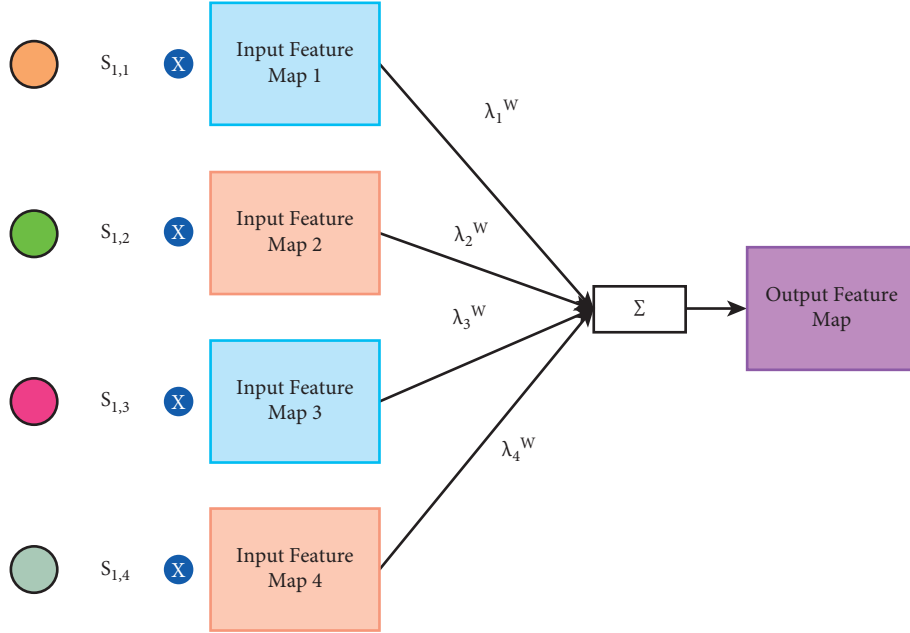 S₁,₁ X Input Feature
Map 1
λ₁ᵂ
S₁,₂ X Input Feature
Map 2
λ₂ᵂ
Σ
Output Feature
Map
λ₃ᵂ
S₁,₃ X Input Feature
Map 3
λ₄ᵂ
S₁,₄ X Input Feature
Map 4